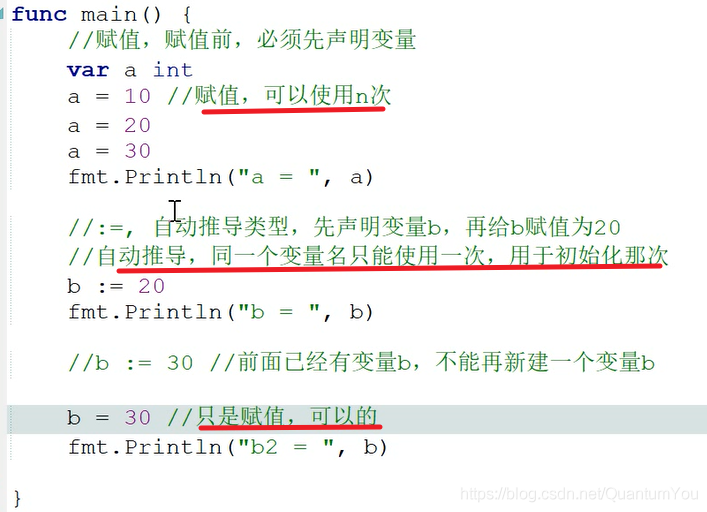 func main() {
//赋值，赋值前，必须先声明变量
var a int
a = 10 //赋值，可以使用n次
a = 20
a = 30
fmt.Println("a = ", a)
//:=, 自动推导类型，先声明变量b，再给b赋值为20
//自动推导，同一个变量名只能使用一次，用于初始化那次
b := 20
fmt.Println("b = ", b)
//b := 30 //前面已经有变量b，不能再新建一个变量b
b = 30 //只是赋值，可以的
fmt.Println("b2 = ", b)
}
https://blog.csdn.net/QuantumYou